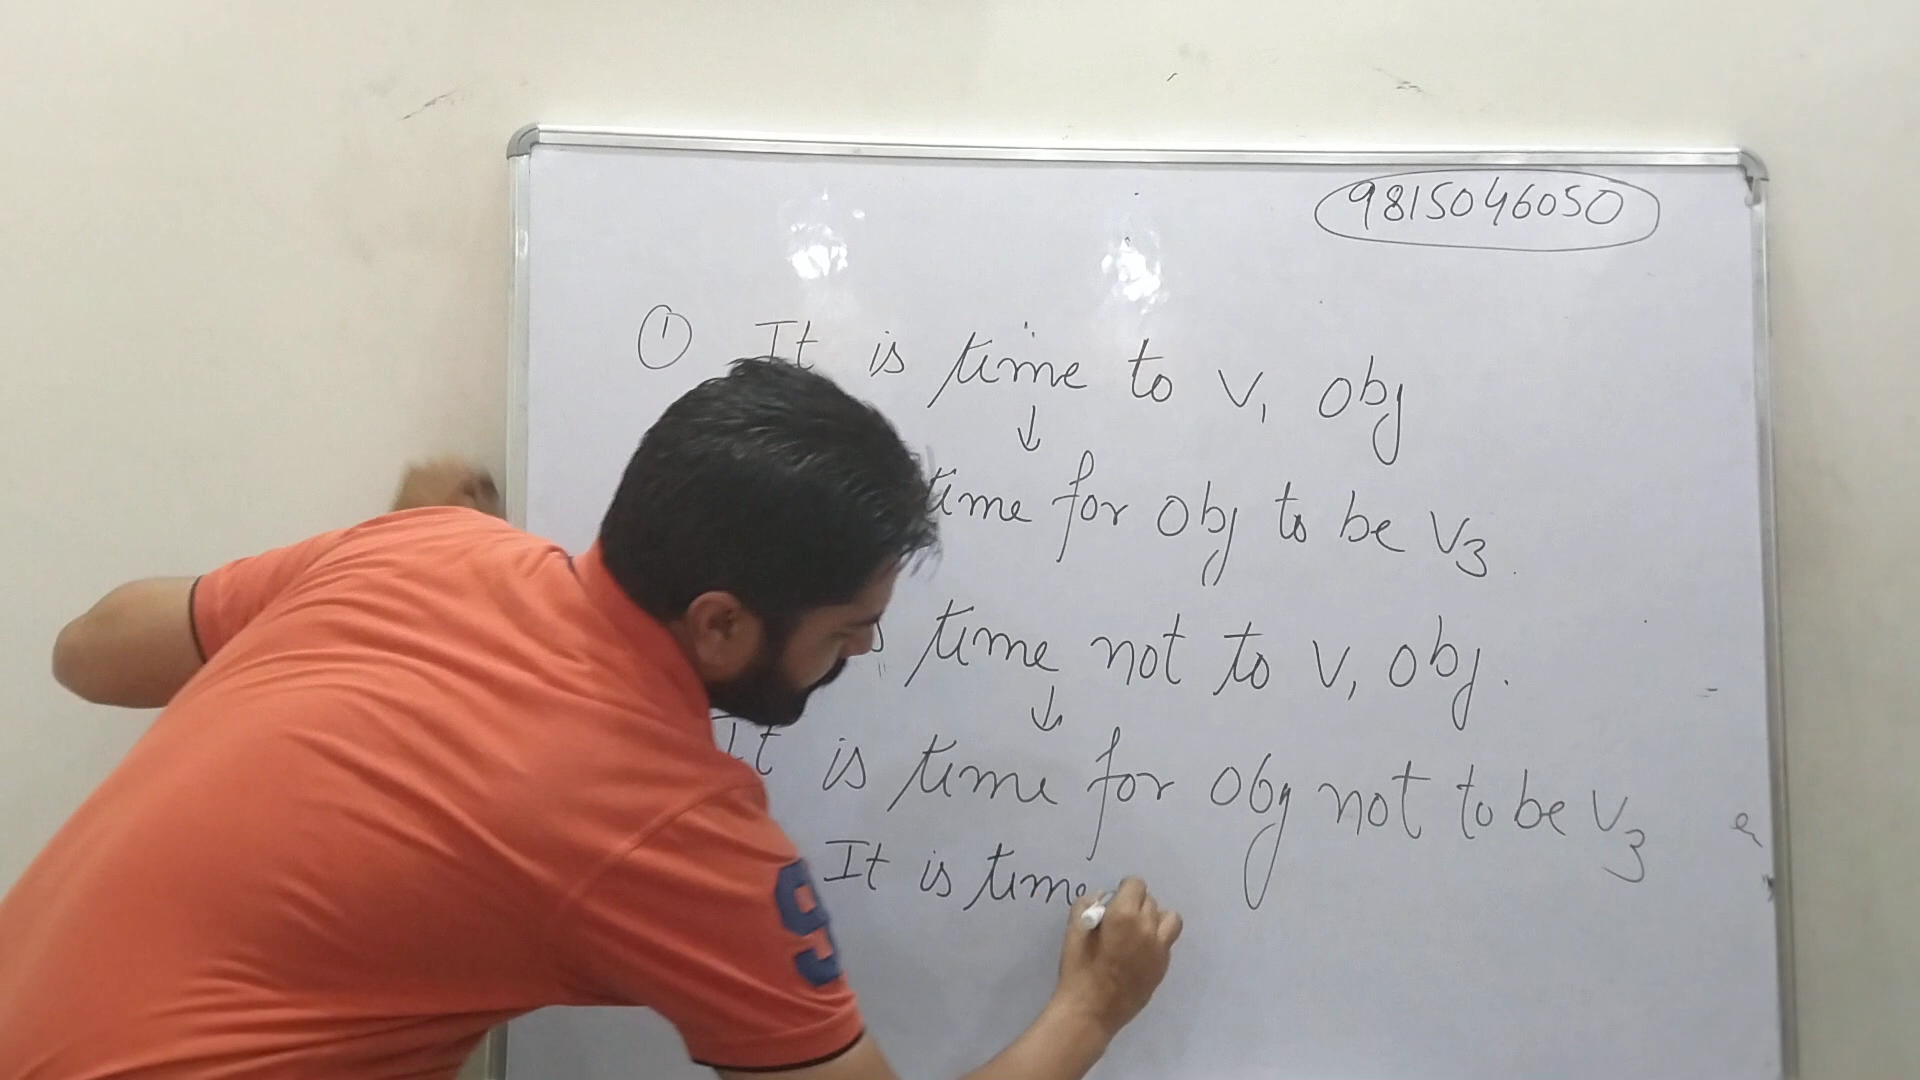 9815046050
① It is time to V1 obj
↓
time for obj to be V3
time not to V1 obj.
↓
It is time for obj not to be V3
It is time
9